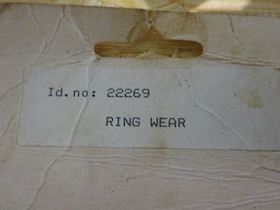 Id.no: 22269
RING WEAR